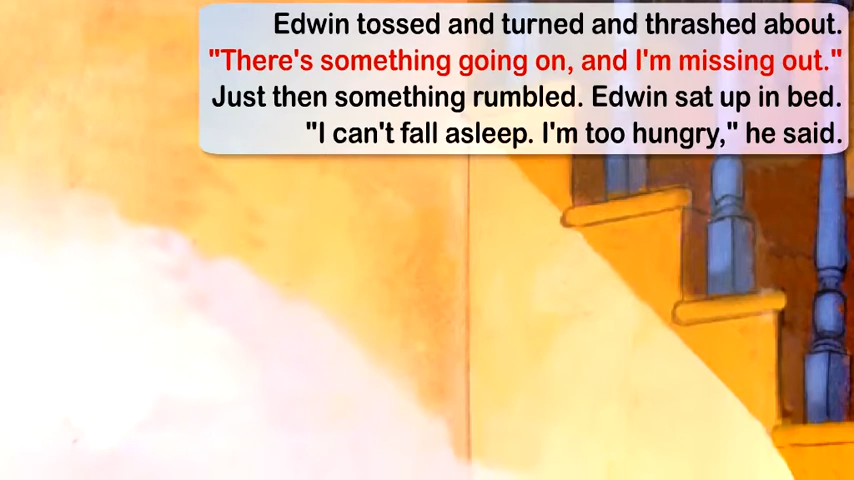 Edwin tossed and turned and thrashed about.
"There's something going on, and I'm missing out."
Just then something rumbled. Edwin sat up in bed.
"I can't fall asleep. I'm too hungry," he said.